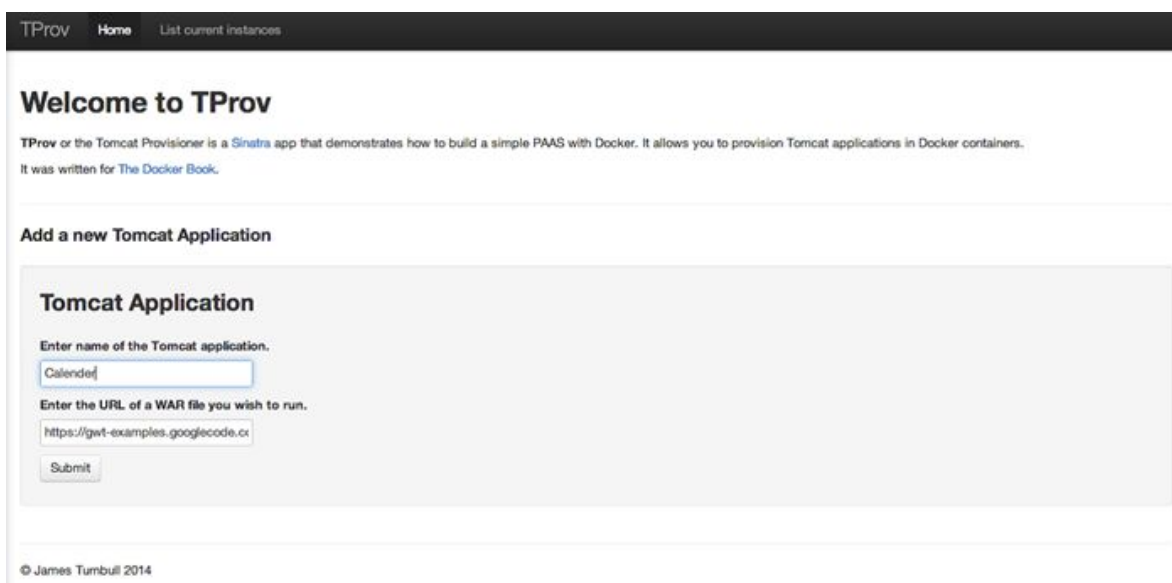 TProv Home List current instances
Welcome to TProv
TProv or the Tomcat Provisioner is a Sinatra app that demonstrates how to build a simple PAAS with Docker. It allows you to provision Tomcat applications in Docker containers.
It was written for The Docker Book.
Add a new Tomcat Application
Tomcat Application
Enter name of the Tomcat application.
Calender
Enter the URL of a WAR file you wish to run.
https://gwt-examples.googlecode.cc
Submit
© James Turnbull 2014